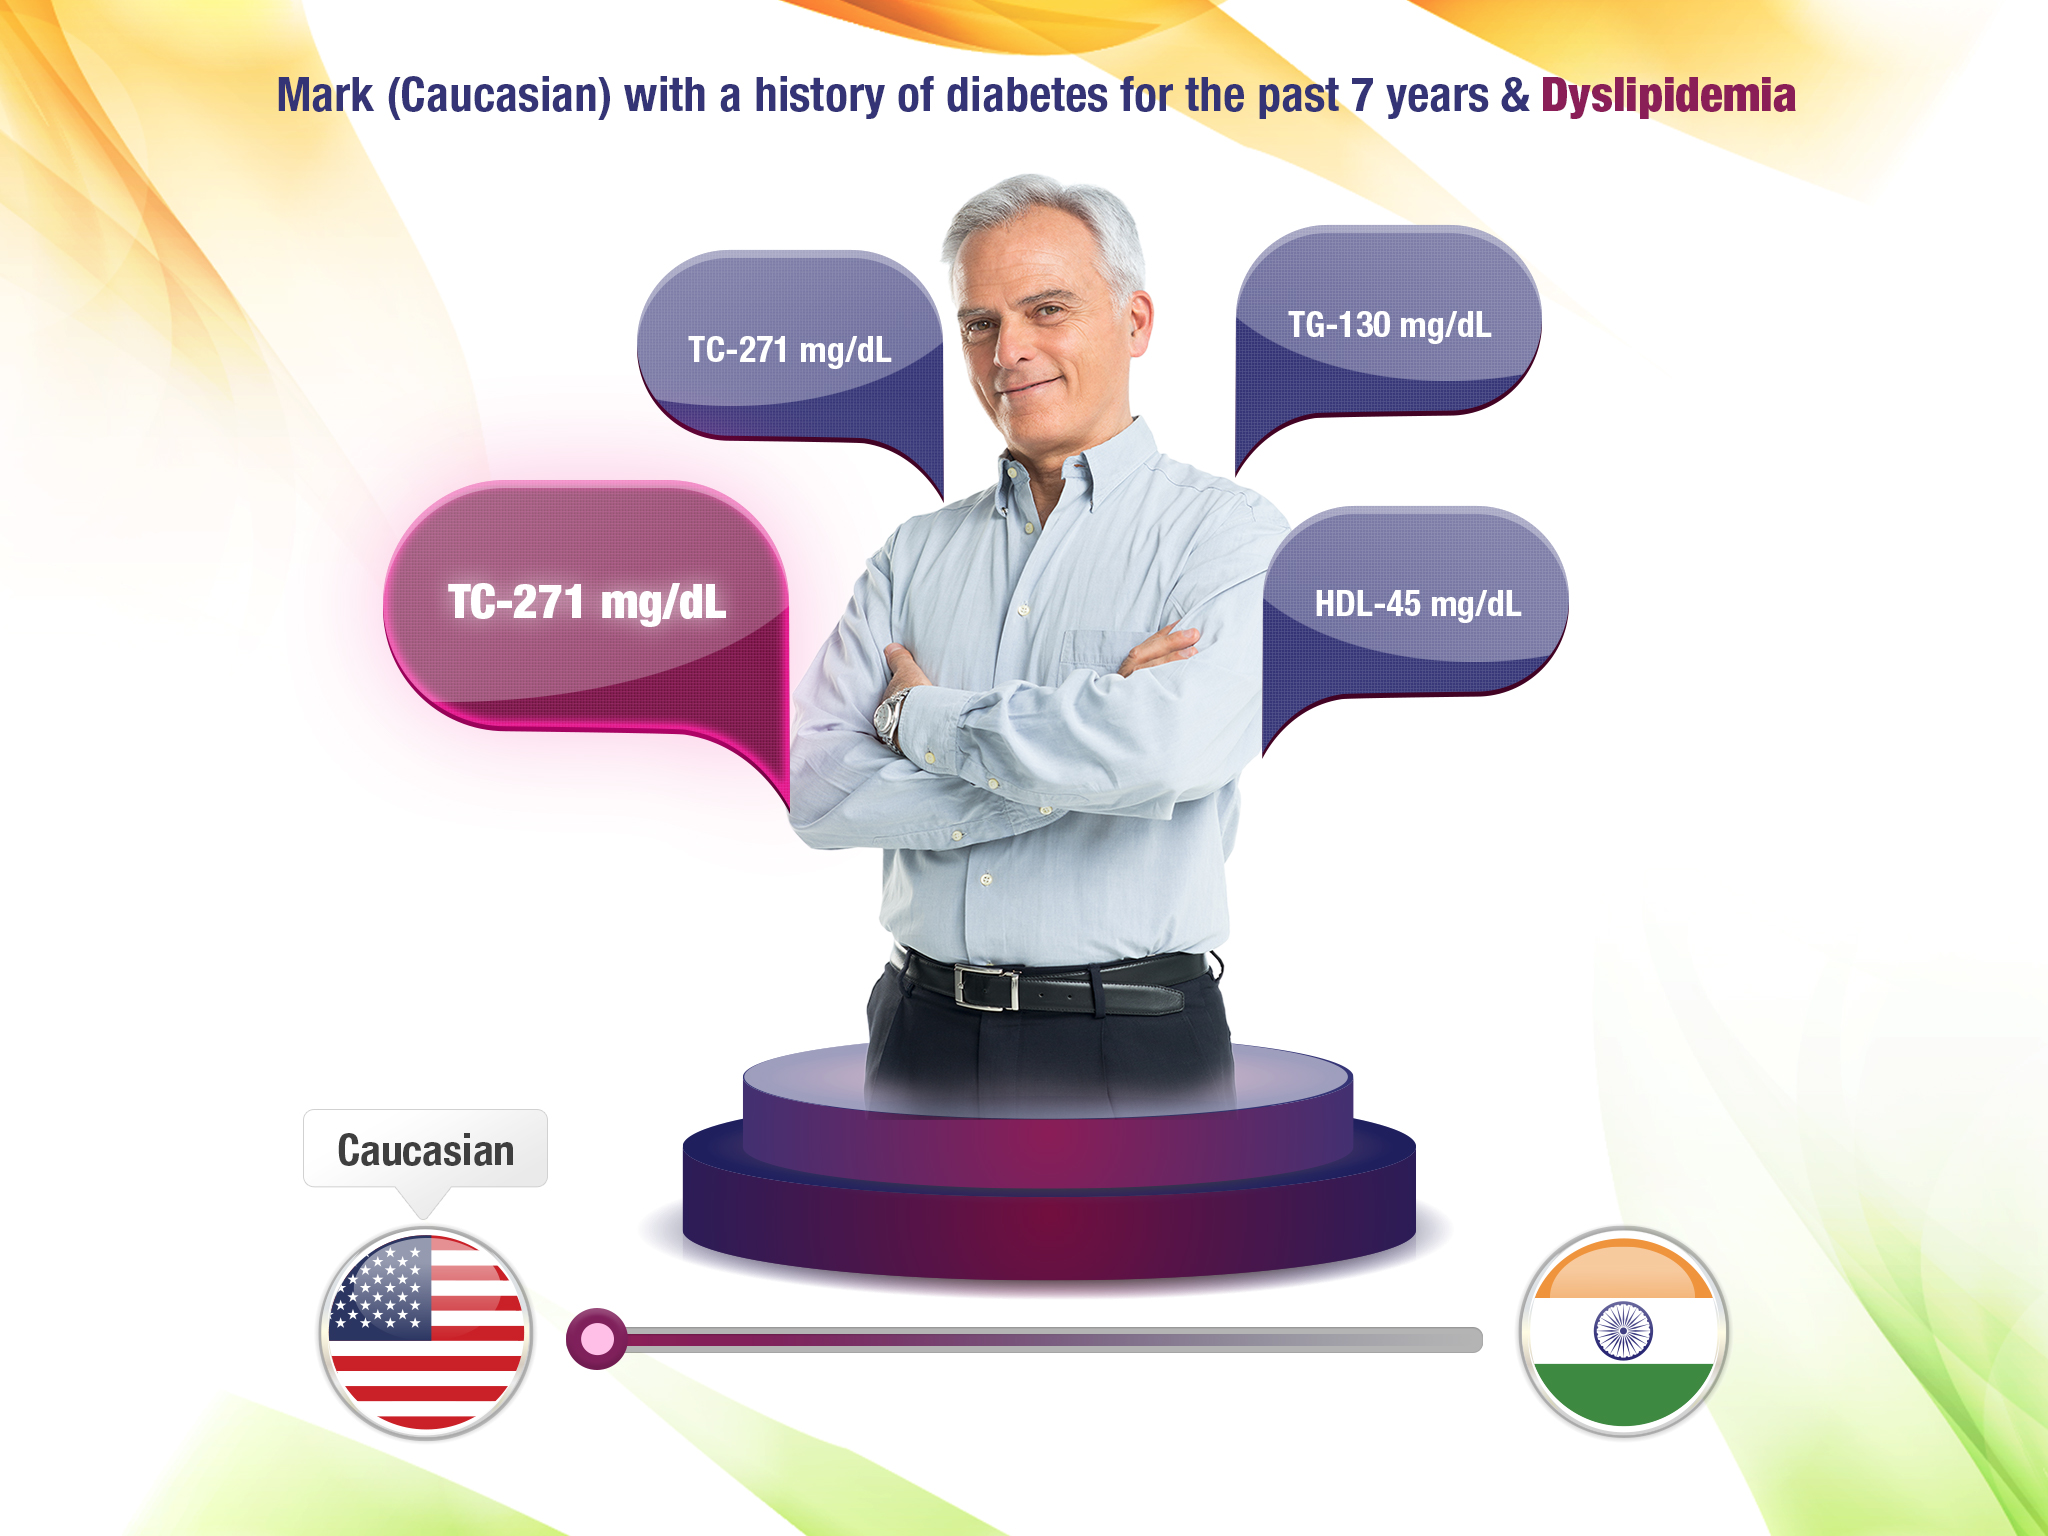 Mark (Caucasian) with a history of diabetes for the past 7 years & Dyslipidemia
TC-271 mg/dL
TG-130 mg/dL
TC-271 mg/dL
HDL-45 mg/dL
Caucasian